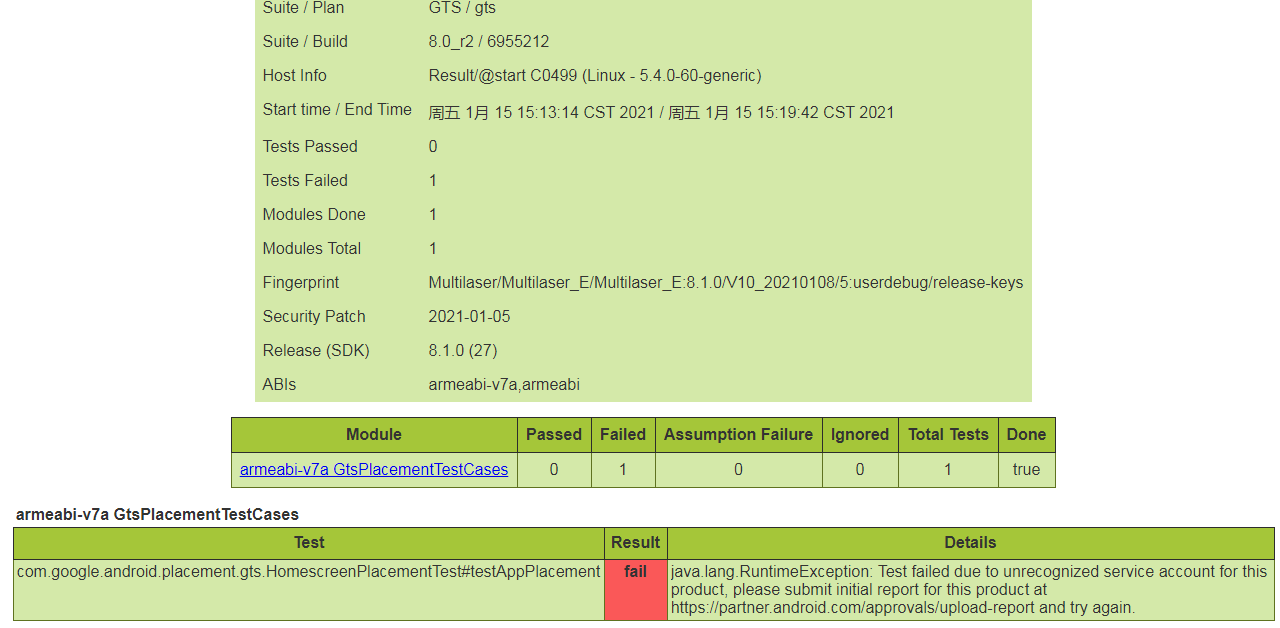 Suite / Plan GTS / gts
Suite / Build 8.0_r2 / 6955212
Host Info Result/@start C0499 (Linux - 5.4.0-60-generic)
Start time / End Time 周五 1月 15 15:13:14 CST 2021 / 周五 1月 15 15:19:42 CST 2021
Tests Passed 0
Tests Failed 1
Modules Done 1
Modules Total 1
Fingerprint Multilaser/Multilaser_E/Multilaser_E:8.1.0/V10_20210108/5:userdebug/release-keys
Security Patch 2021-01-05
Release (SDK) 8.1.0 (27)
ABIs armeabi-v7a,armeabi
Module Passed Failed Assumption Failure Ignored Total Tests Done
armeabi-v7a GtsPlacementTestCases 0 1 0 0 1 true
armeabi-v7a GtsPlacementTestCases
Test Result Details
com.google.android.placement.gts.HomescreenPlacementTest#testAppPlacement fail java.lang.RuntimeException: Test failed due to unrecognized service account for this
product, please submit initial report for this product at
https://partner.android.com/approvals/upload-report and try again.